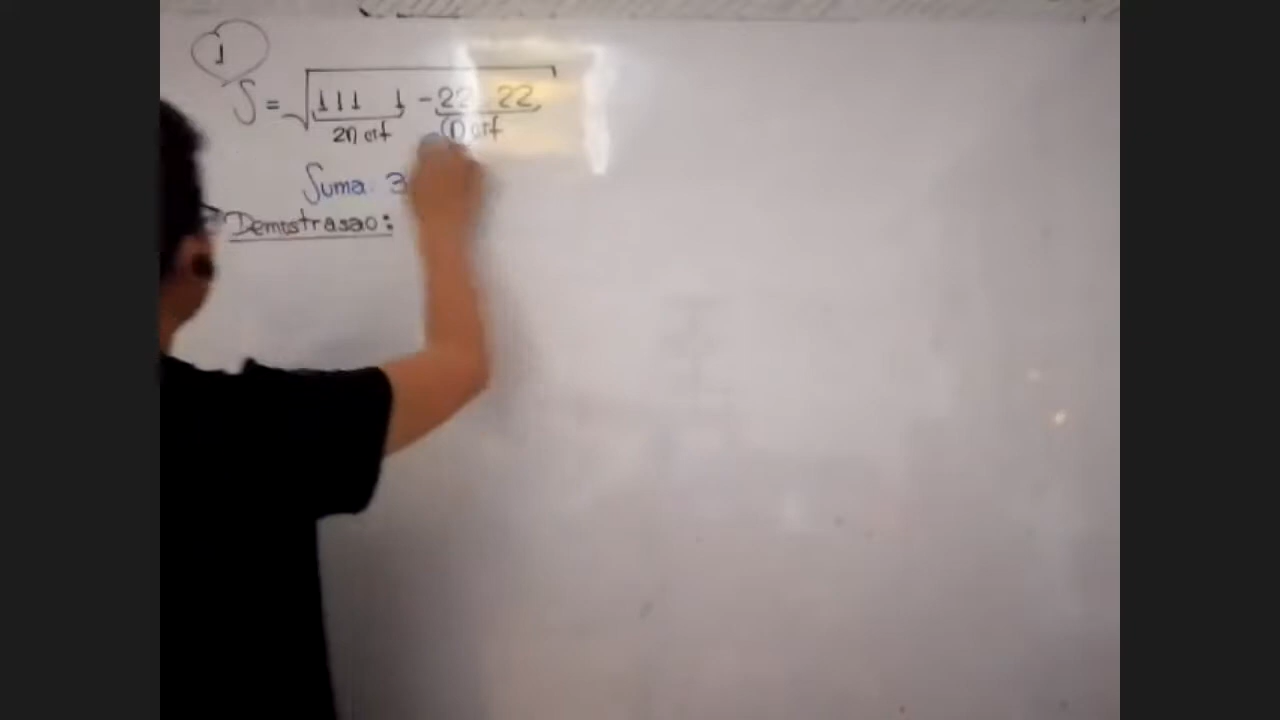 1
S = √111 1 - 22 22
2n cif n cif
Suma: 3
Demostrasao: